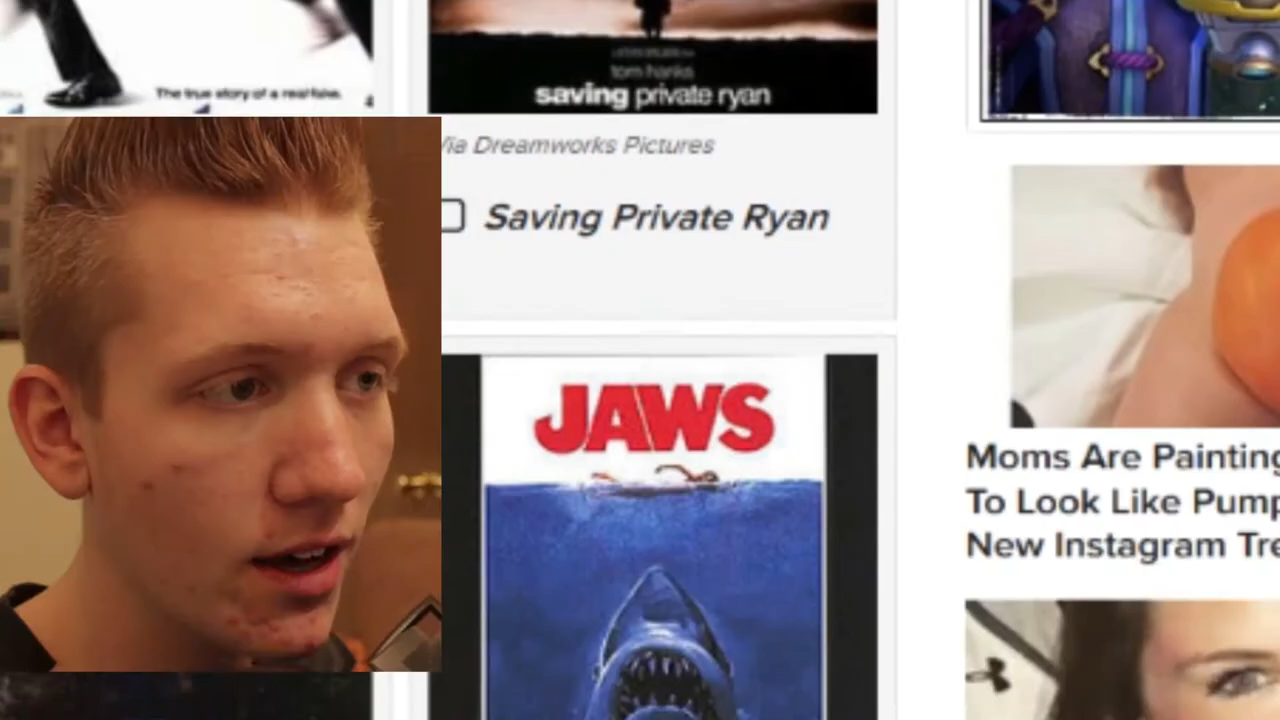 The true story of a real fake.
tom hanks
saving private ryan
Via Dreamworks Pictures
Saving Private Ryan
JAWS
Moms Are Painting
To Look Like Pump
New Instagram Tre